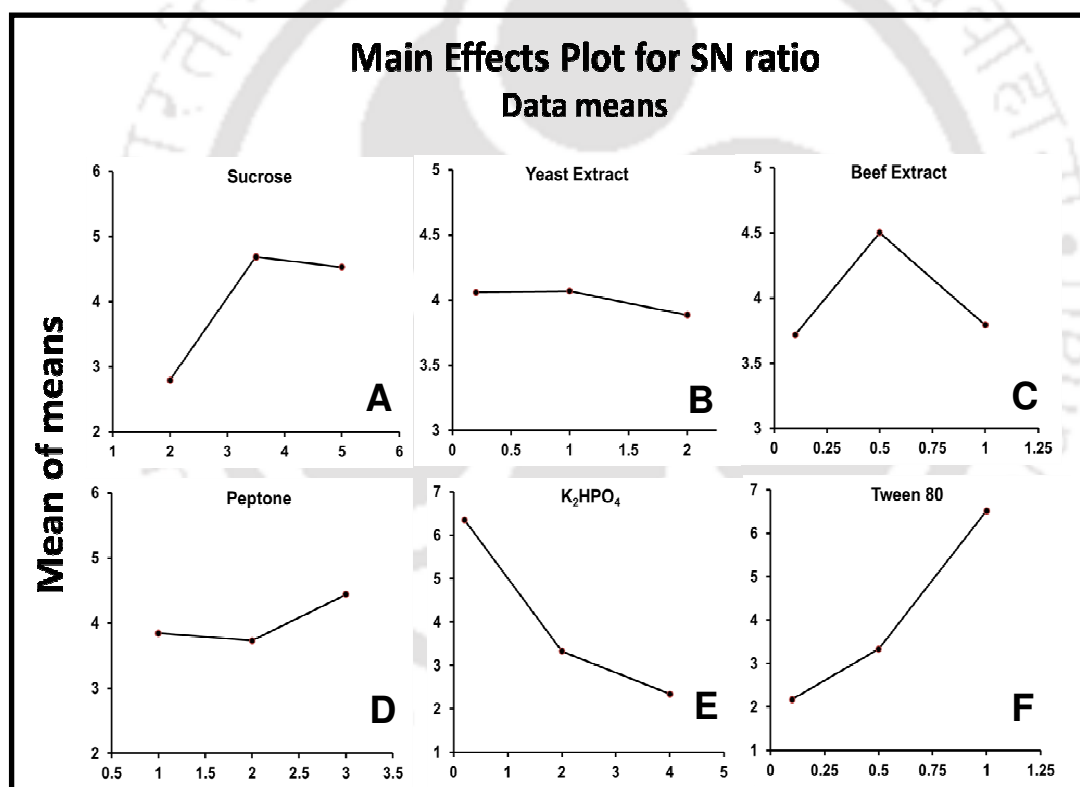 Main Effects Plot for SN ratio
Data means
Mean of means
Sucrose
6
5
4
3
2
1 2 3 4 5 6
A
Yeast Extract
5
4.5
4
3.5
3
0 0.5 1 1.5 2
B
Beef Extract
5
4.5
4
3.5
3
0 0.25 0.5 0.75 1 1.25
C
Peptone
6
5
4
3
2
0.5 1 1.5 2 2.5 3 3.5
D
K₂HPO₄
7
6
5
4
3
2
1
0 1 2 3 4 5
E
Tween 80
7
6
5
4
3
2
1
0 0.25 0.5 0.75 1 1.25
F